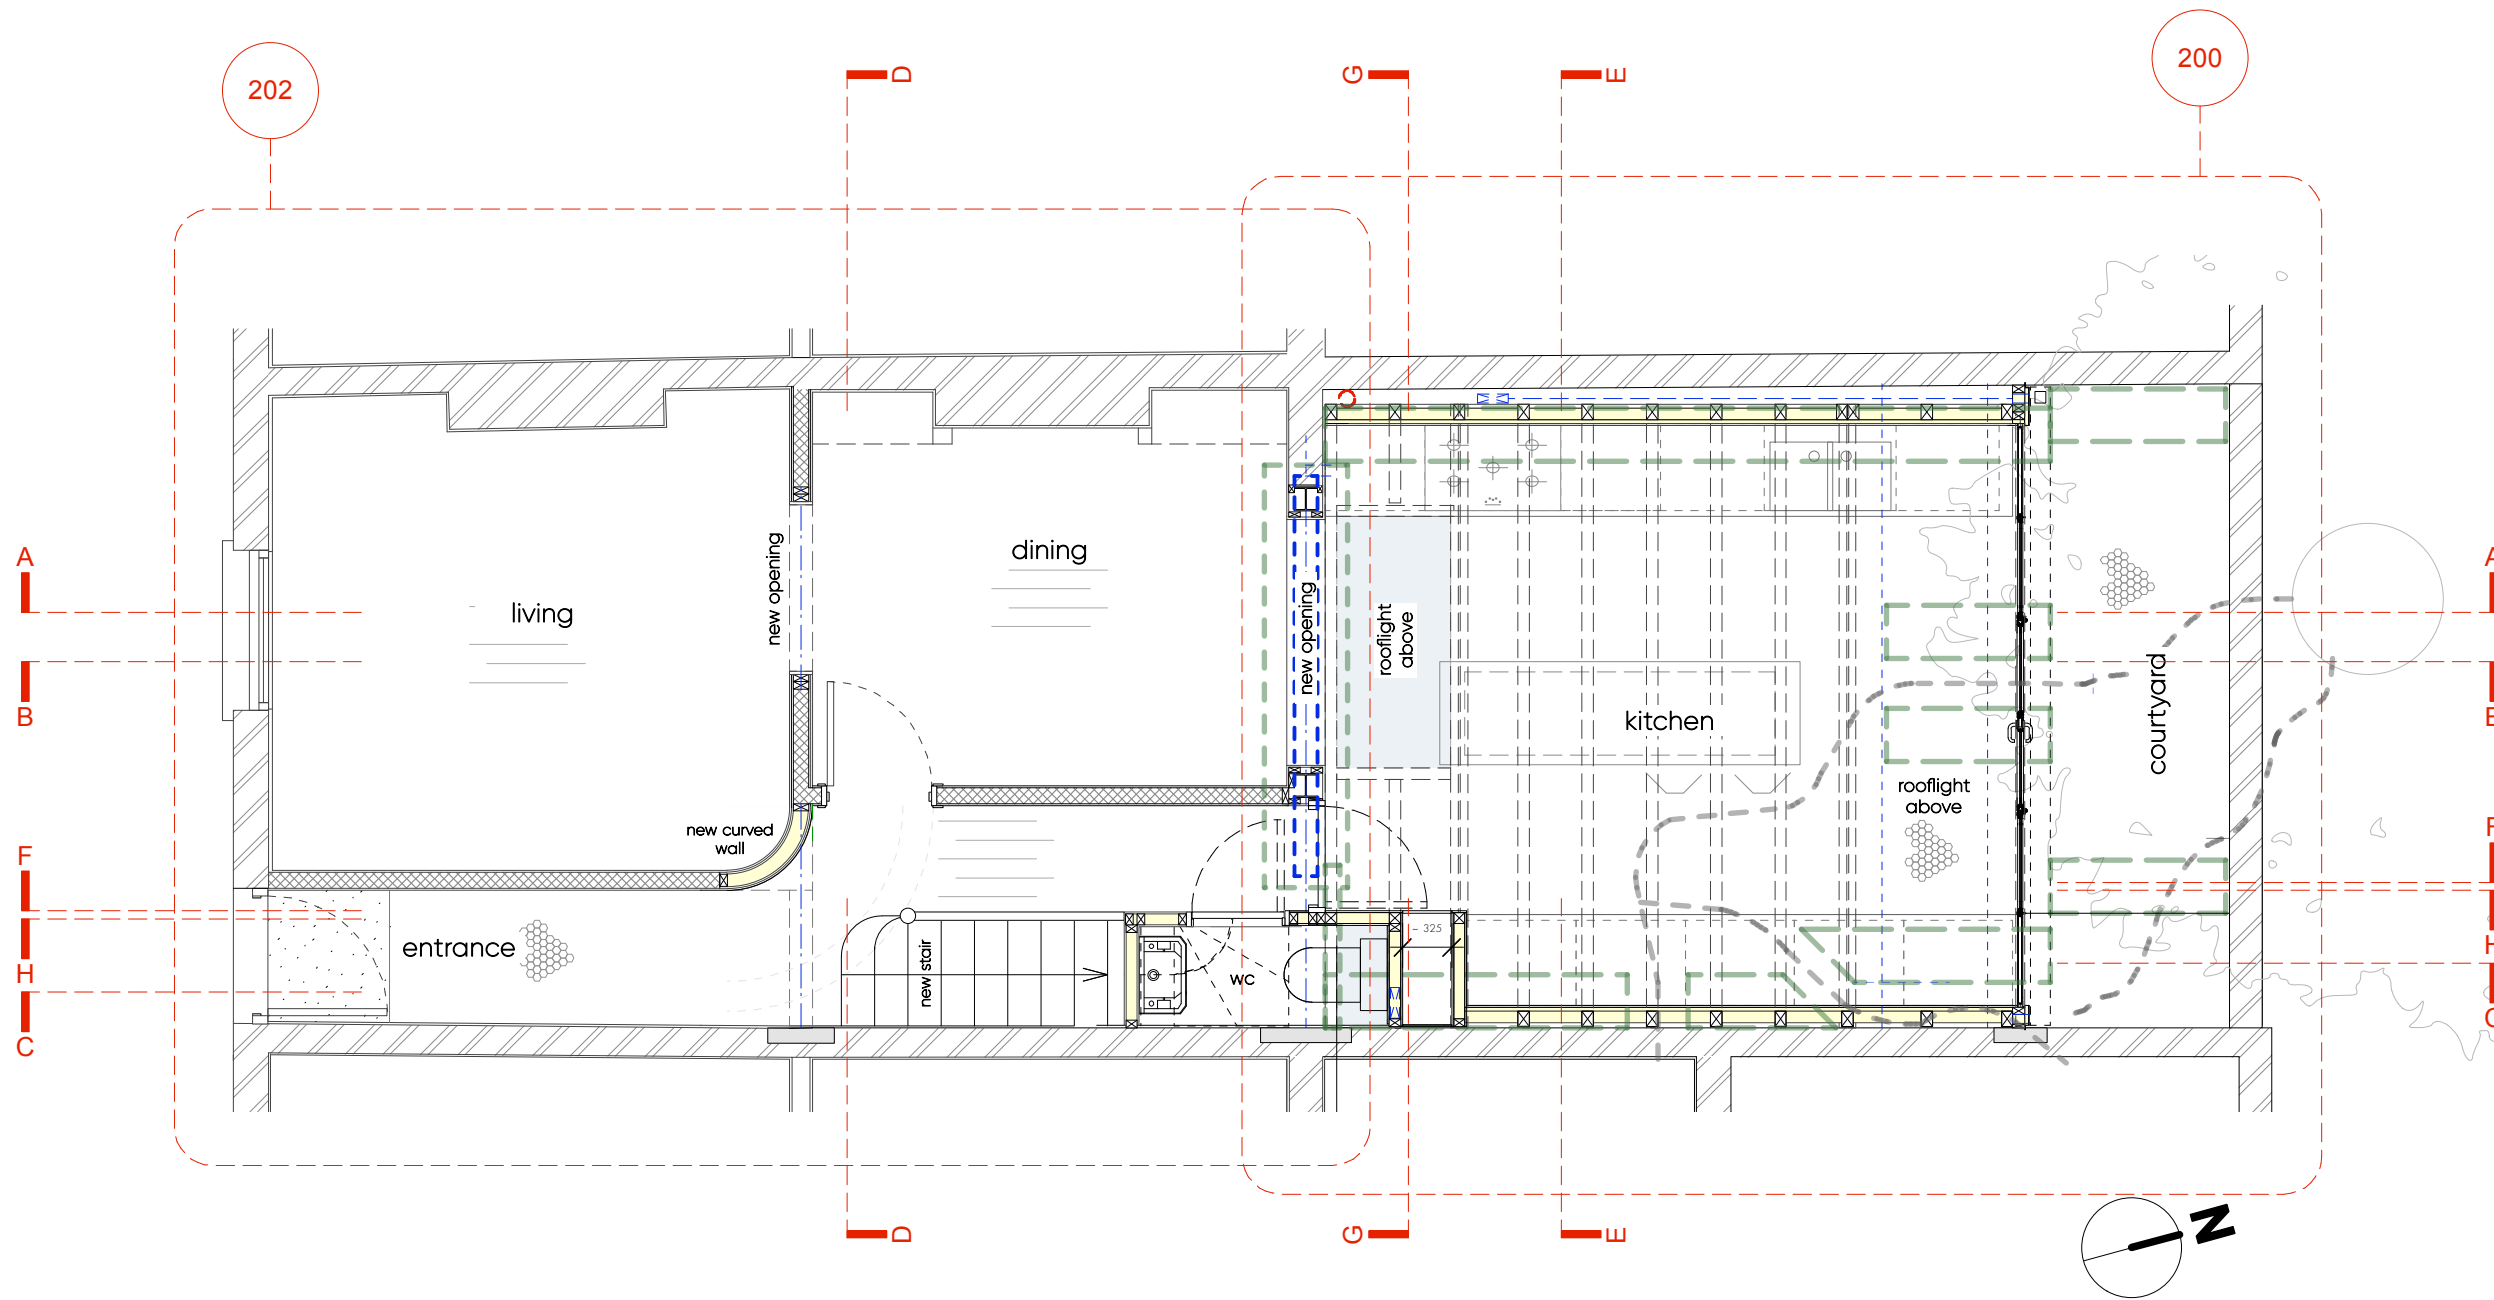 202
200
D
G
E
living
new opening
dining
new opening
rooflight
above
kitchen
courtyard
rooflight
above
new curved
wall
entrance
new stair
wc
325
A
B
F
H
C
A
B
F
H
C
D
G
E
N